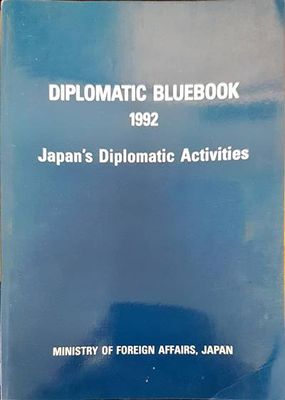 DIPLOMATIC BLUEBOOK
1992
Japan's Diplomatic Activities
MINISTRY OF FOREIGN AFFAIRS, JAPAN